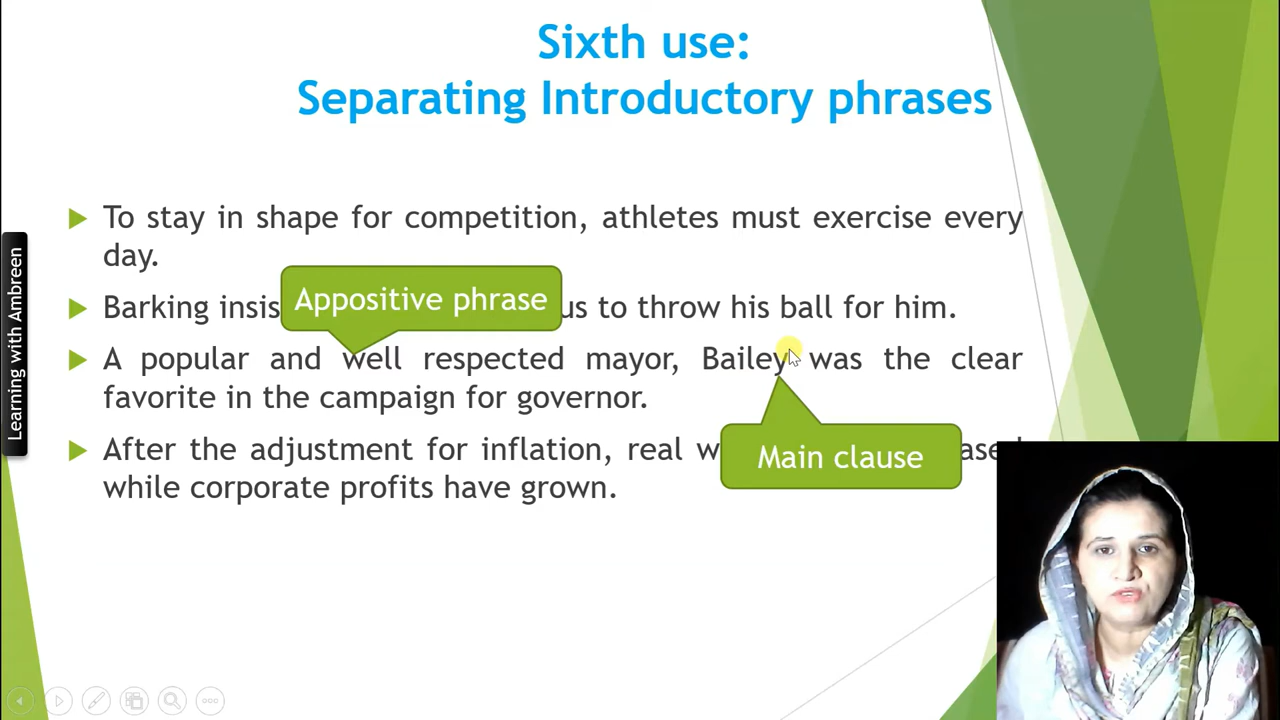 Sixth use:
Separating Introductory phrases
To stay in shape for competition, athletes must exercise every
day.
Appositive phrase
Barking us to throw his ball for him.
A popular and well respected mayor, Bailey was the clear
favorite in the campaign for governor.
Main clause
After the adjustment for inflation, real
while corporate profits have grown.
Learning with Ambreen